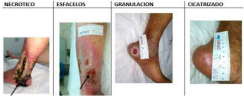 NECROTICO
ESFACELOS
GRANULACION
CICATRIZADO